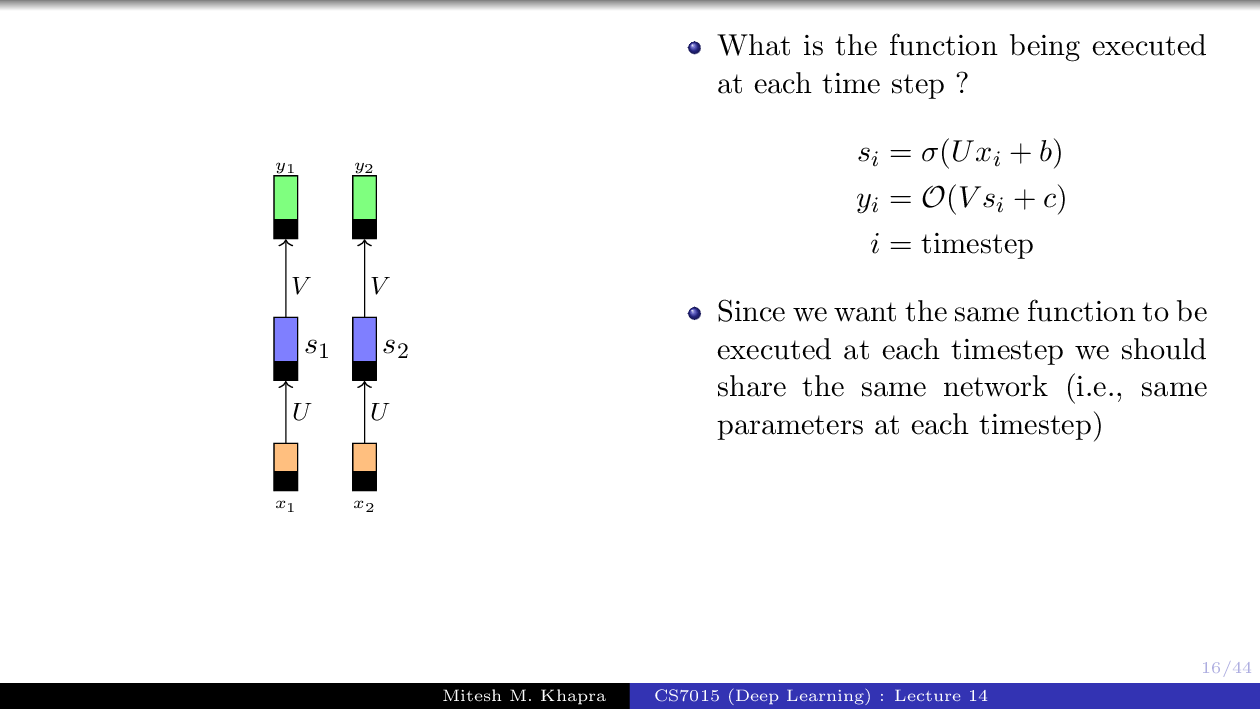 What is the function being executed
at each time step ?
sᵢ = σ(Uxᵢ + b)
yᵢ = 𝒪(Vsᵢ + c)
i = timestep
Since we want the same function to be
executed at each timestep we should
share the same network (i.e., same
parameters at each timestep)
y₁ y₂
V V
s₁ s₂
U U
x₁ x₂
16/44
Mitesh M. Khapra CS7015 (Deep Learning) : Lecture 14